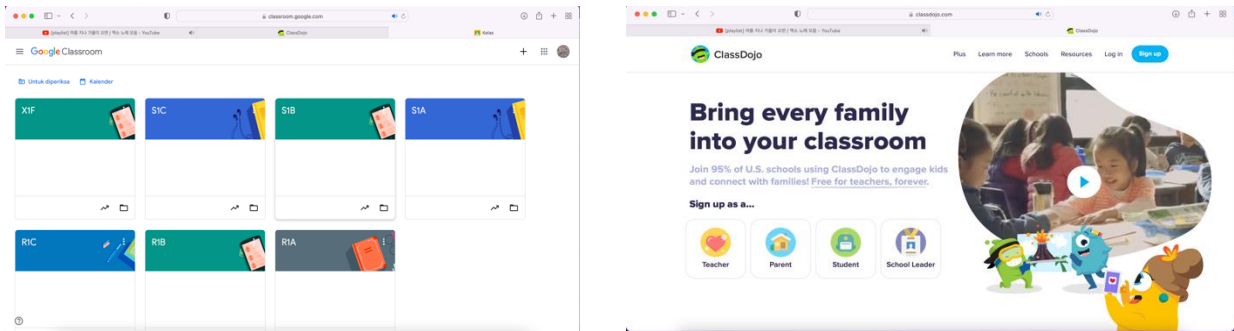 classroom.google.com
ClassDojo
Kelas
Google Classroom
Untuk diperiksa
Kalender
X1F
S1C
S1B
S1A
R1C
R1B
R1A
classdojo.com
ClassDojo
ClassDojo
Plus
Learn more
Schools
Resources
Log in
Sign up
Bring every family
into your classroom
Join 95% of U.S. schools using ClassDojo to engage kids
and connect with families! Free for teachers, forever.
Sign up as a...
Teacher
Parent
Student
School Leader